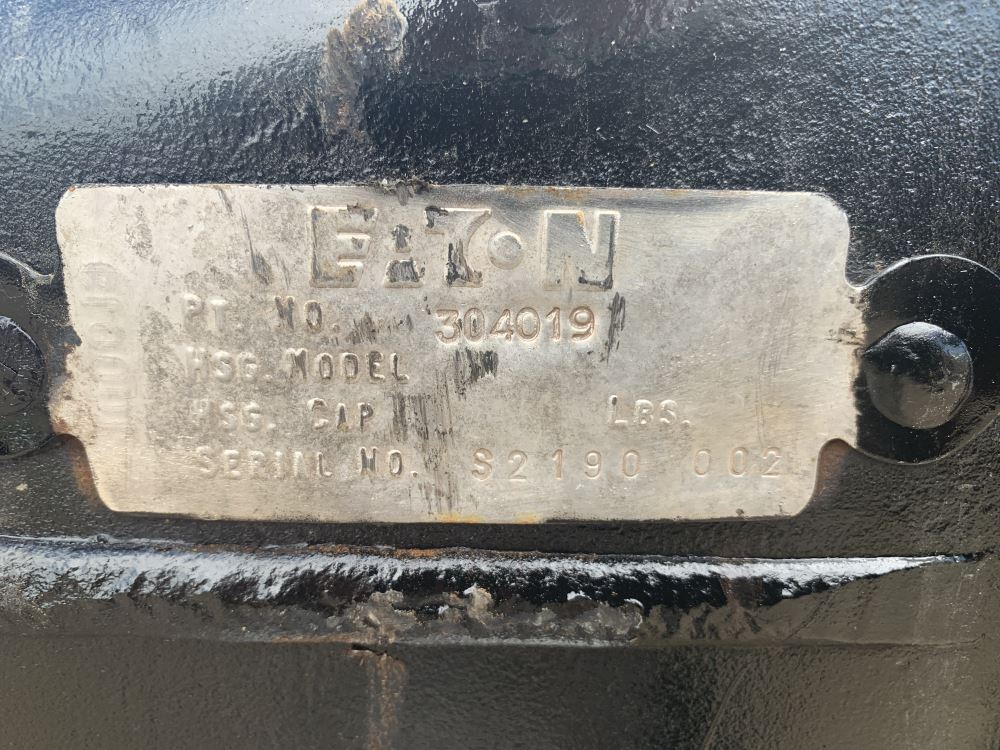 EATON
PT. NO. 304019
HSG. MODEL
HSG. CAP LBS.
SERIAL NO. S2190 002